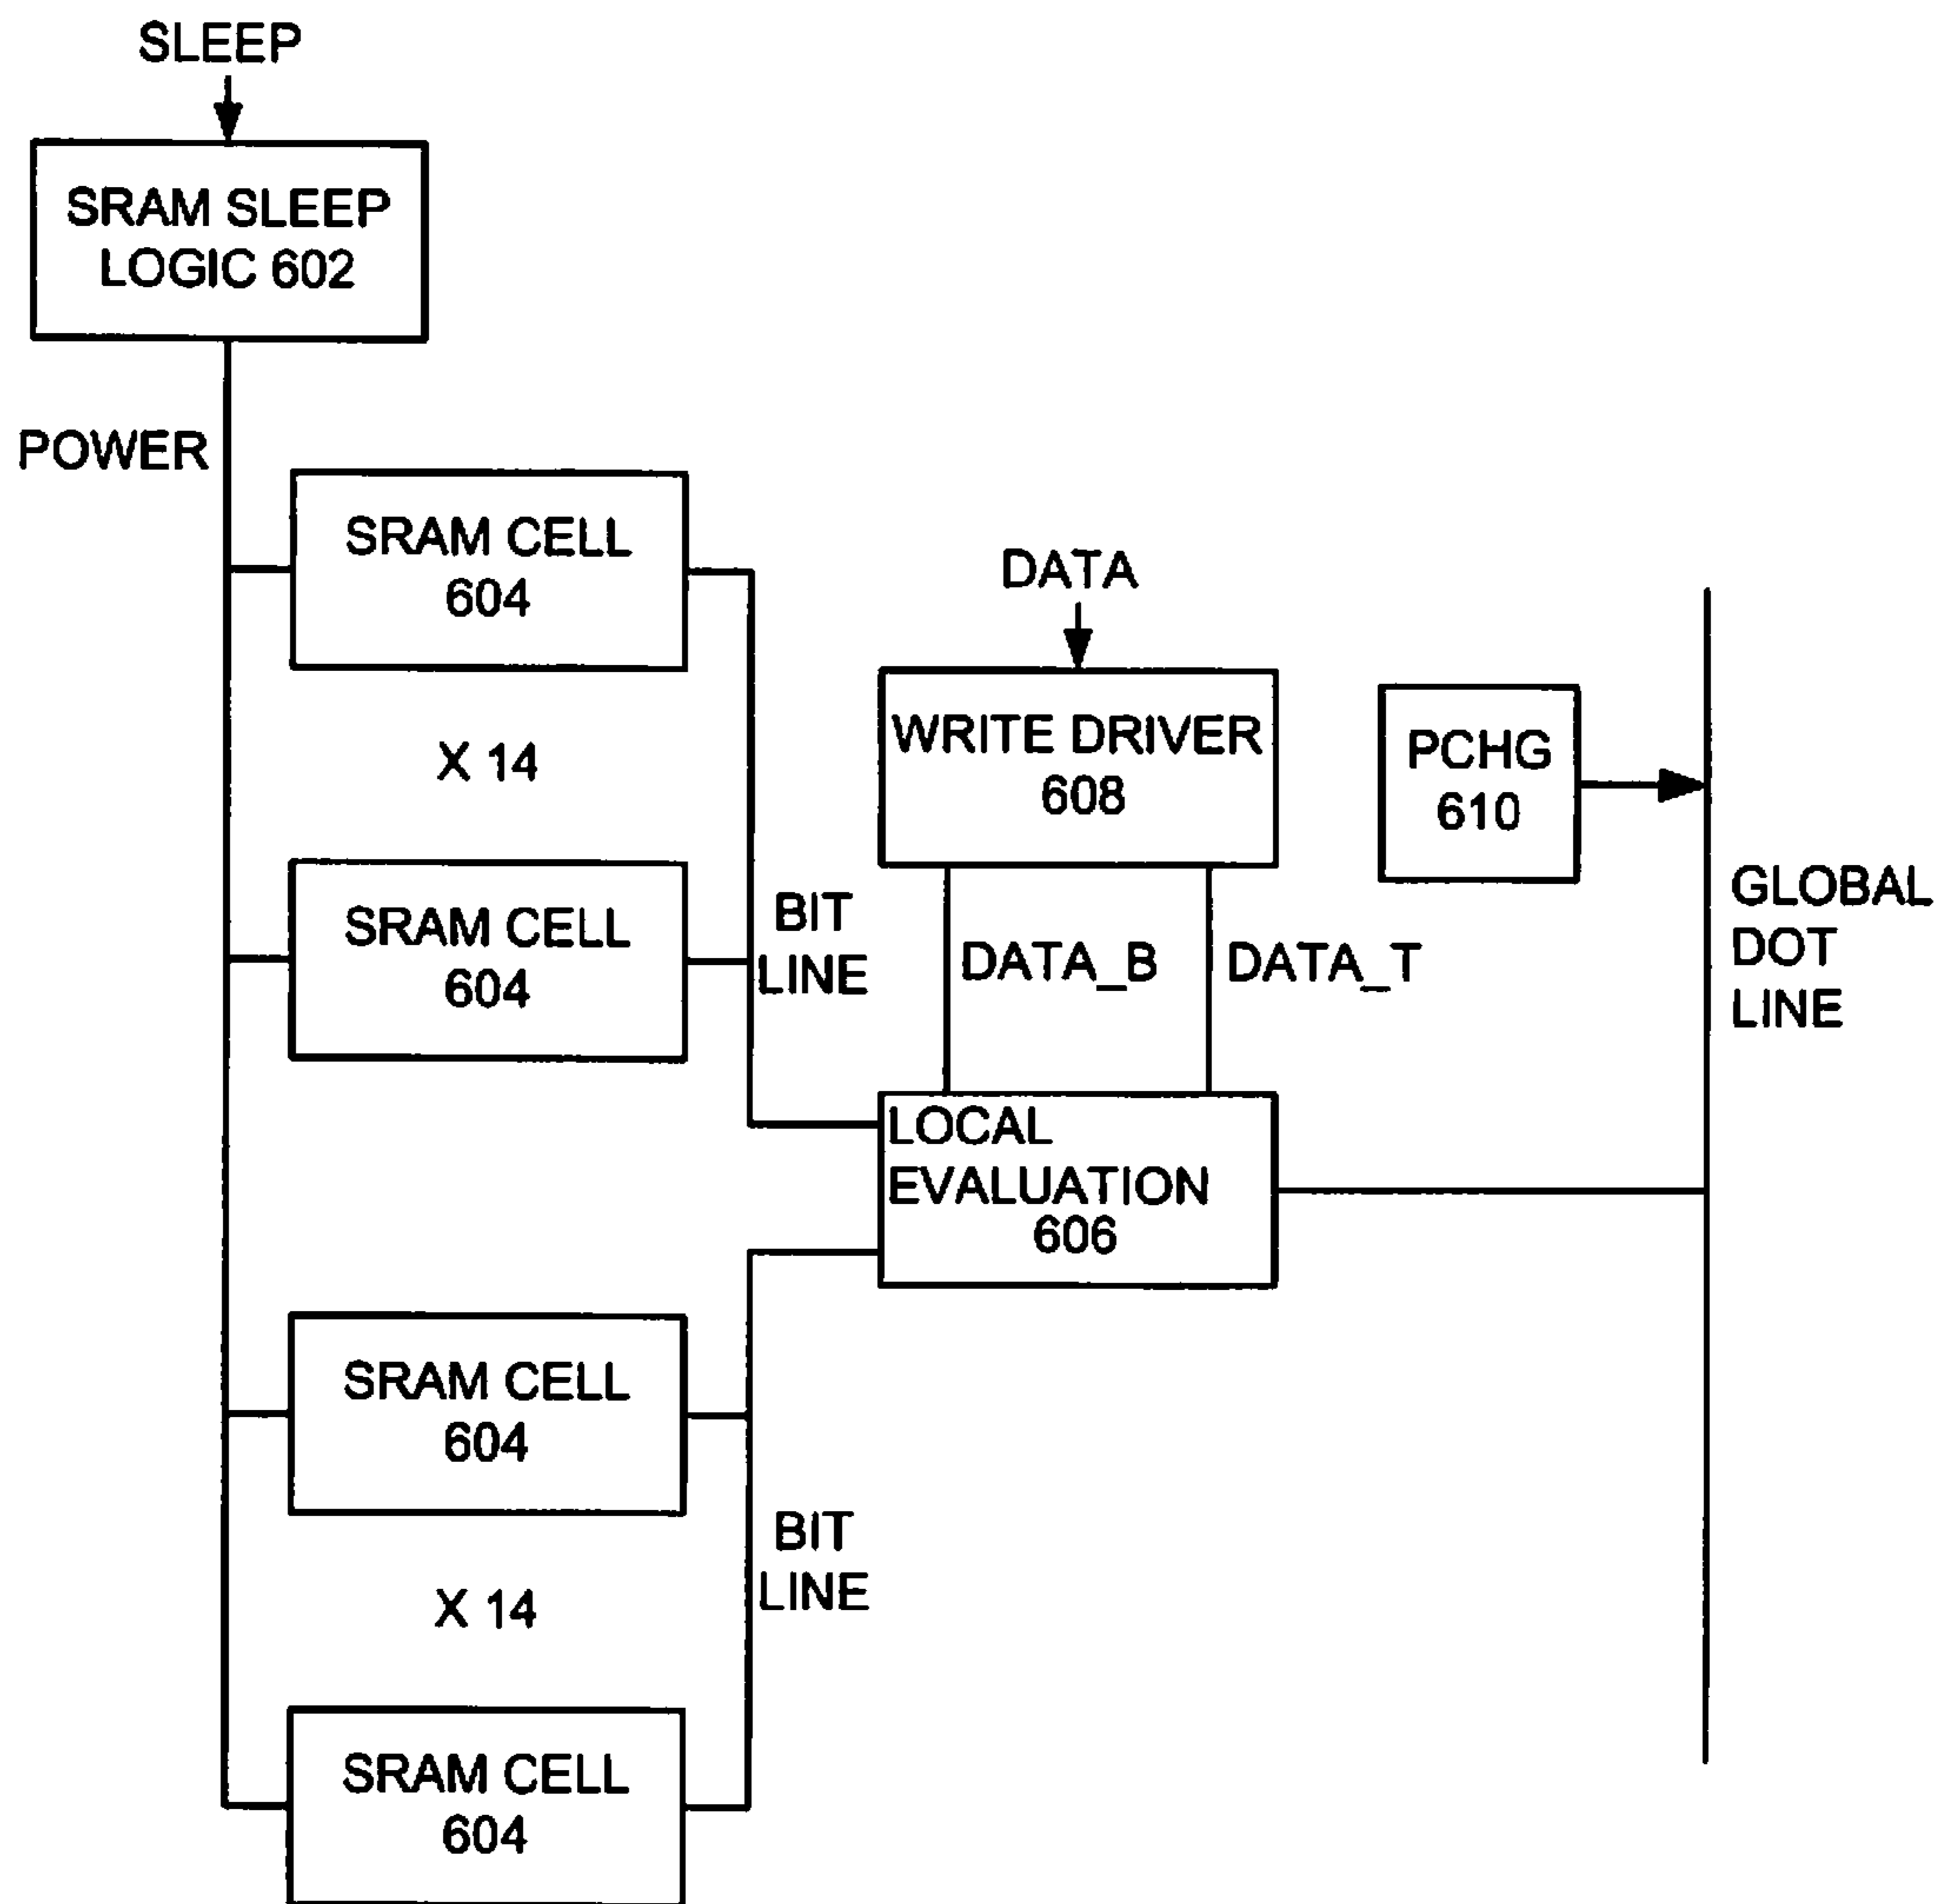 SLEEP
SRAM SLEEP
LOGIC 602
POWER
SRAM CELL
604
X 14
SRAM CELL
604
BIT
LINE
DATA
WRITE DRIVER
608
DATA_B
DATA_T
PCHG
610
GLOBAL
DOT
LINE
LOCAL
EVALUATION
606
SRAM CELL
604
X 14
BIT
LINE
SRAM CELL
604